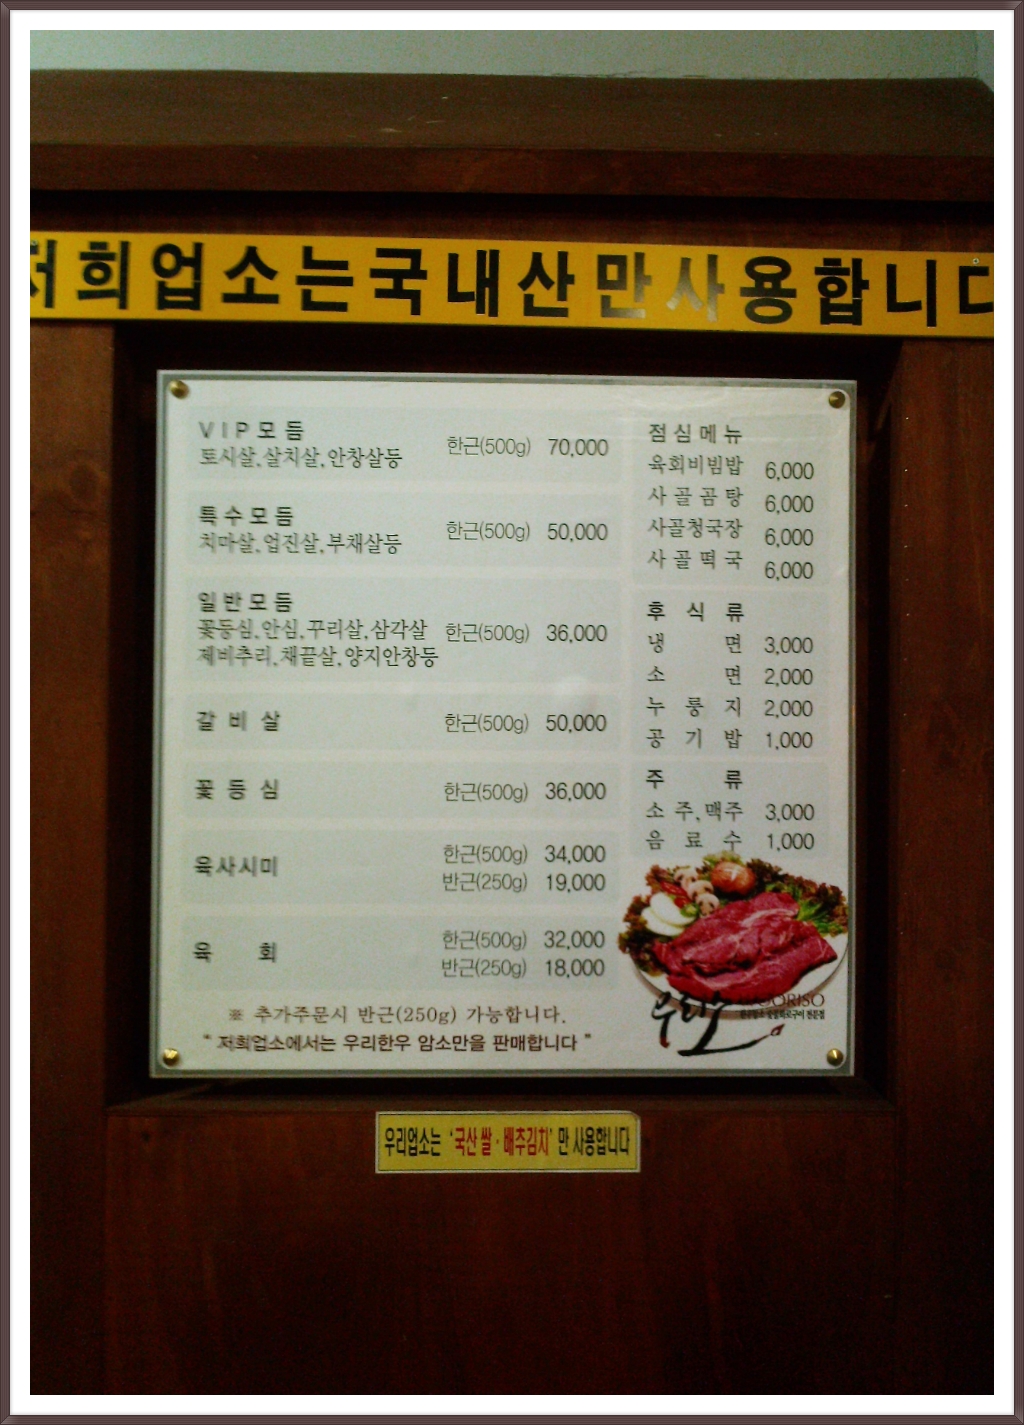 저희업소는국내산만사용합니다
VIP모듬
토시살,살치살,안창살등 한근(500g) 70,000
특수모듬
치마살,업진살,부채살등 한근(500g) 50,000
일반모듬
꽃등심,안심,꾸리살,삼각살 한근(500g) 36,000
제비추리,채끝살,양지안창등
갈비살 한근(500g) 50,000
꽃등심 한근(500g) 36,000
육사시미 한근(500g) 34,000
반근(250g) 19,000
육회 한근(500g) 32,000
반근(250g) 18,000
※ 추가주문시 반근(250g) 가능합니다.
" 저희업소에서는 우리한우 암소만을 판매합니다 "
점심메뉴
육회비빔밥 6,000
사골곰탕 6,000
사골청국장 6,000
사골떡국 6,000
후식류
냉면 3,000
소면 2,000
누룽지 2,000
공기밥 1,000
주류
소주,맥주 3,000
음료수 1,000
우리소
우리업소는 '국산 쌀·배추김치' 만 사용합니다